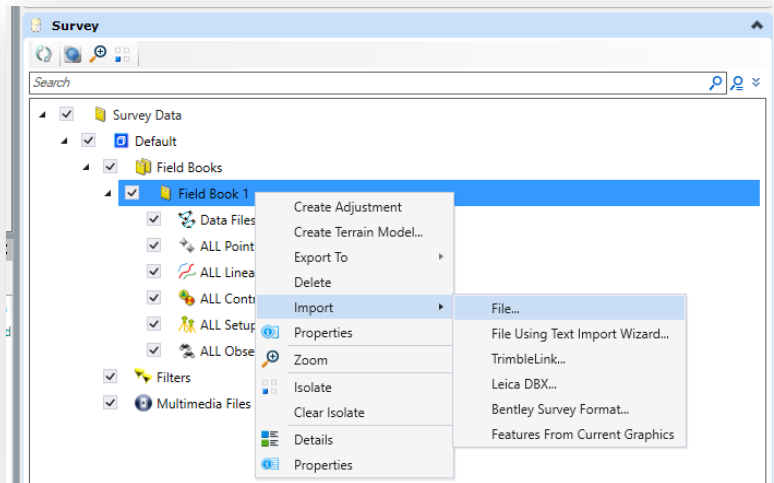 Survey
Search
Survey Data
Default
Field Books
Field Book 1
Data Files
ALL Point
ALL Linea
ALL Contr
ALL Setup
ALL Obse
Filters
Multimedia Files
Create Adjustment
Create Terrain Model...
Export To
Delete
Import
Properties
Zoom
Isolate
Clear Isolate
Details
Properties
File...
File Using Text Import Wizard...
TrimbleLink...
Leica DBX...
Bentley Survey Format...
Features From Current Graphics